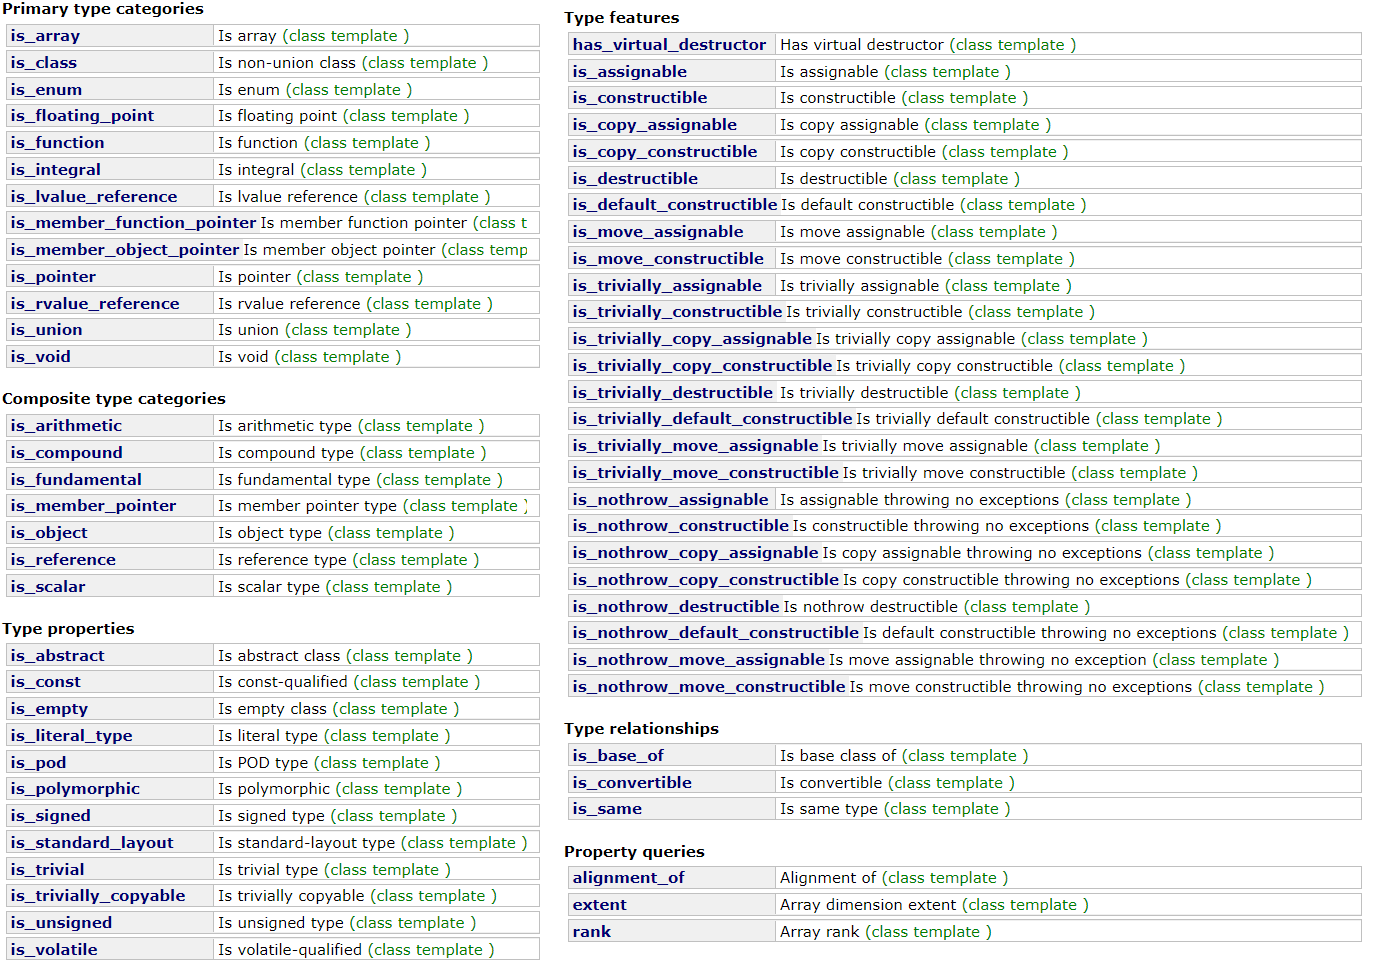 Primary type categories
is_array Is array (class template )
is_class Is non-union class (class template )
is_enum Is enum (class template )
is_floating_point Is floating point (class template )
is_function Is function (class template )
is_integral Is integral (class template )
is_lvalue_reference Is lvalue reference (class template )
is_member_function_pointer Is member function pointer (class t
is_member_object_pointer Is member object pointer (class temp
is_pointer Is pointer (class template )
is_rvalue_reference Is rvalue reference (class template )
is_union Is union (class template )
is_void Is void (class template )
Composite type categories
is_arithmetic Is arithmetic type (class template )
is_compound Is compound type (class template )
is_fundamental Is fundamental type (class template )
is_member_pointer Is member pointer type (class template )
is_object Is object type (class template )
is_reference Is reference type (class template )
is_scalar Is scalar type (class template )
Type properties
is_abstract Is abstract class (class template )
is_const Is const-qualified (class template )
is_empty Is empty class (class template )
is_literal_type Is literal type (class template )
is_pod Is POD type (class template )
is_polymorphic Is polymorphic (class template )
is_signed Is signed type (class template )
is_standard_layout Is standard-layout type (class template )
is_trivial Is trivial type (class template )
is_trivially_copyable Is trivially copyable (class template )
is_unsigned Is unsigned type (class template )
is_volatile Is volatile-qualified (class template )
Type features
has_virtual_destructor Has virtual destructor (class template )
is_assignable Is assignable (class template )
is_constructible Is constructible (class template )
is_copy_assignable Is copy assignable (class template )
is_copy_constructible Is copy constructible (class template )
is_destructible Is destructible (class template )
is_default_constructible Is default constructible (class template )
is_move_assignable Is move assignable (class template )
is_move_constructible Is move constructible (class template )
is_trivially_assignable Is trivially assignable (class template )
is_trivially_constructible Is trivially constructible (class template )
is_trivially_copy_assignable Is trivially copy assignable (class template )
is_trivially_copy_constructible Is trivially copy constructible (class template )
is_trivially_destructible Is trivially destructible (class template )
is_trivially_default_constructible Is trivially default constructible (class template )
is_trivially_move_assignable Is trivially move assignable (class template )
is_trivially_move_constructible Is trivially move constructible (class template )
is_nothrow_assignable Is assignable throwing no exceptions (class template )
is_nothrow_constructible Is constructible throwing no exceptions (class template )
is_nothrow_copy_assignable Is copy assignable throwing no exceptions (class template )
is_nothrow_copy_constructible Is copy constructible throwing no exceptions (class template )
is_nothrow_destructible Is nothrow destructible (class template )
is_nothrow_default_constructible Is default constructible throwing no exceptions (class template )
is_nothrow_move_assignable Is move assignable throwing no exception (class template )
is_nothrow_move_constructible Is move constructible throwing no exceptions (class template )
Type relationships
is_base_of Is base class of (class template )
is_convertible Is convertible (class template )
is_same Is same type (class template )
Property queries
alignment_of Alignment of (class template )
extent Array dimension extent (class template )
rank Array rank (class template )